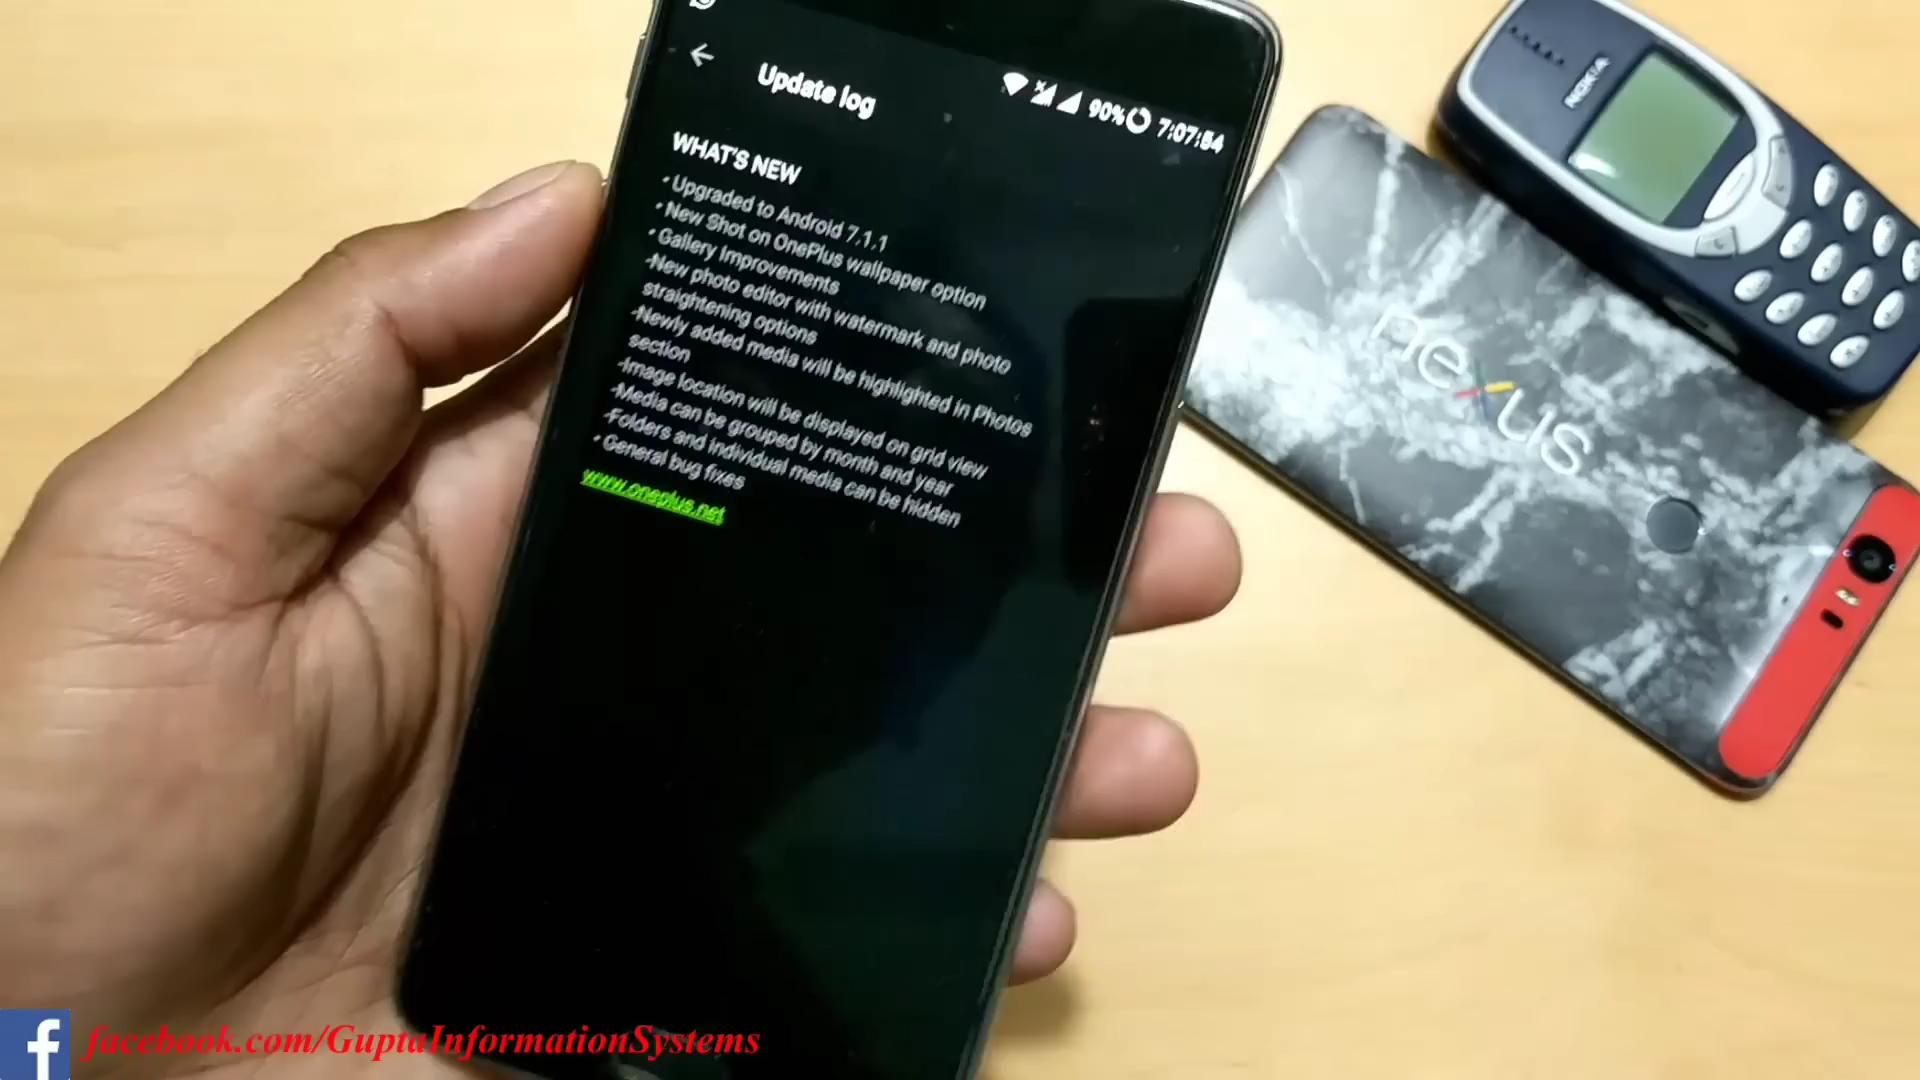 Update log
90%
7:07:54
WHAT'S NEW
• Upgraded to Android 7.1.1
• New Shot on OnePlus wallpaper option
• Gallery Improvements
-New photo editor with watermark and photo
straightening options
-Newly added media will be highlighted in Photos
section
-Image location will be displayed on grid view
-Media can be grouped by month and year
-Folders and individual media can be hidden
• General bug fixes
www.oneplus.net
NOKIA
nexus
f facebook.com/GuptaInformationSystems